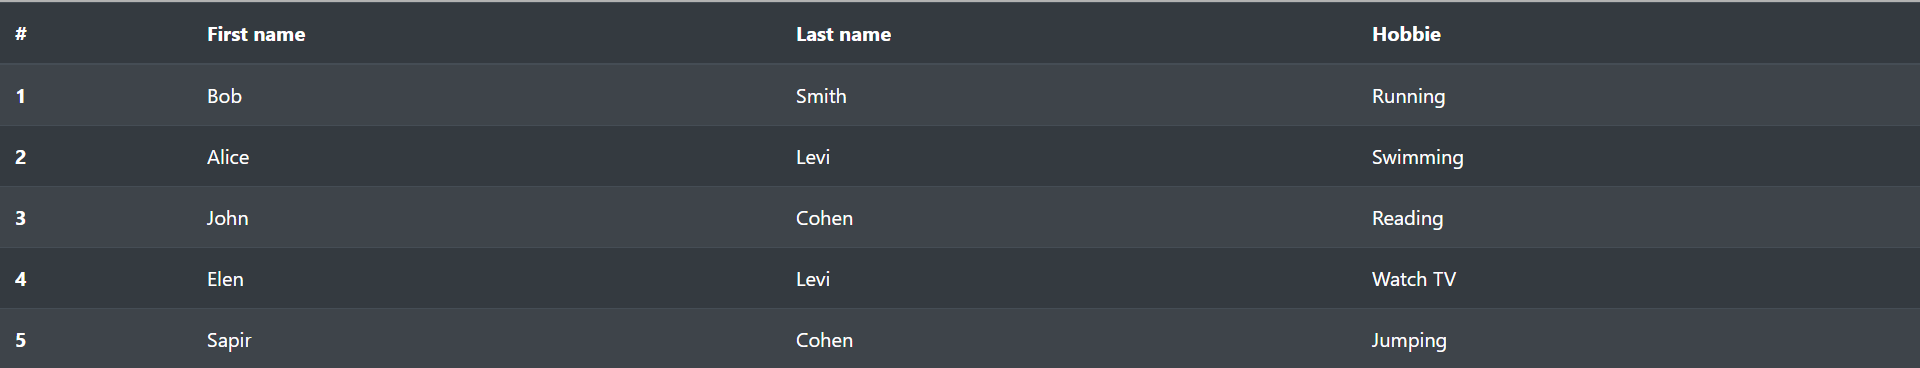 # First name Last name Hobbie
1 Bob Smith Running
2 Alice Levi Swimming
3 John Cohen Reading
4 Elen Levi Watch TV
5 Sapir Cohen Jumping